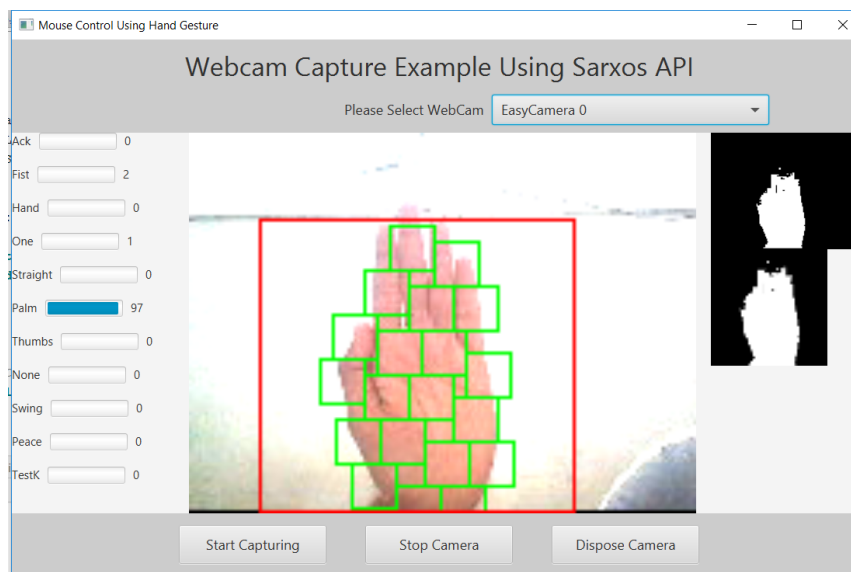 Mouse Control Using Hand Gesture
Webcam Capture Example Using Sarxos API
Please Select WebCam EasyCamera 0
Ack 0
Fist 2
Hand 0
One 1
Straight 0
Palm 97
Thumbs 0
None 0
Swing 0
Peace 0
TestK 0
Start Capturing Stop Camera Dispose Camera